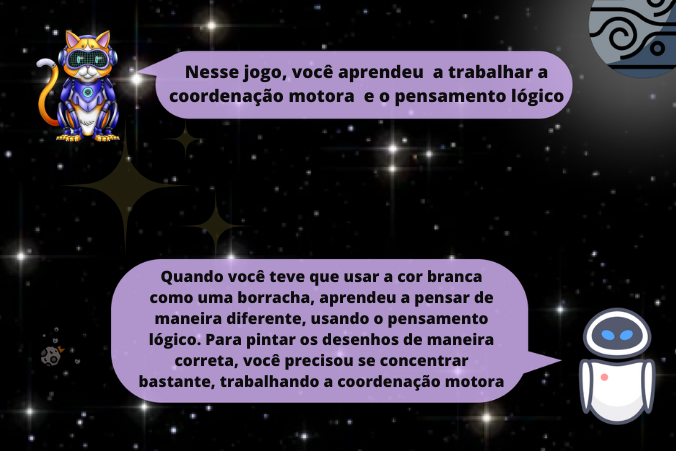 Nesse jogo, você aprendeu a trabalhar a
coordenação motora e o pensamento lógico
Quando você teve que usar a cor branca
como uma borracha, aprendeu a pensar de
maneira diferente, usando o pensamento
lógico. Para pintar os desenhos de maneira
correta, você precisou se concentrar
bastante, trabalhando a coordenação motora